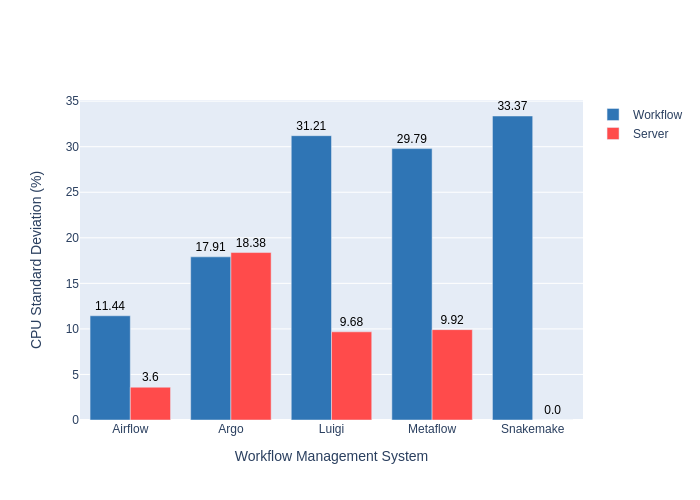 35
30
25
20
15
10
5
0
CPU Standard Deviation (%)
11.44
3.6
17.91
18.38
31.21
9.68
29.79
9.92
33.37
0.0
Airflow
Argo
Luigi
Metaflow
Snakemake
Workflow Management System
Workflow
Server